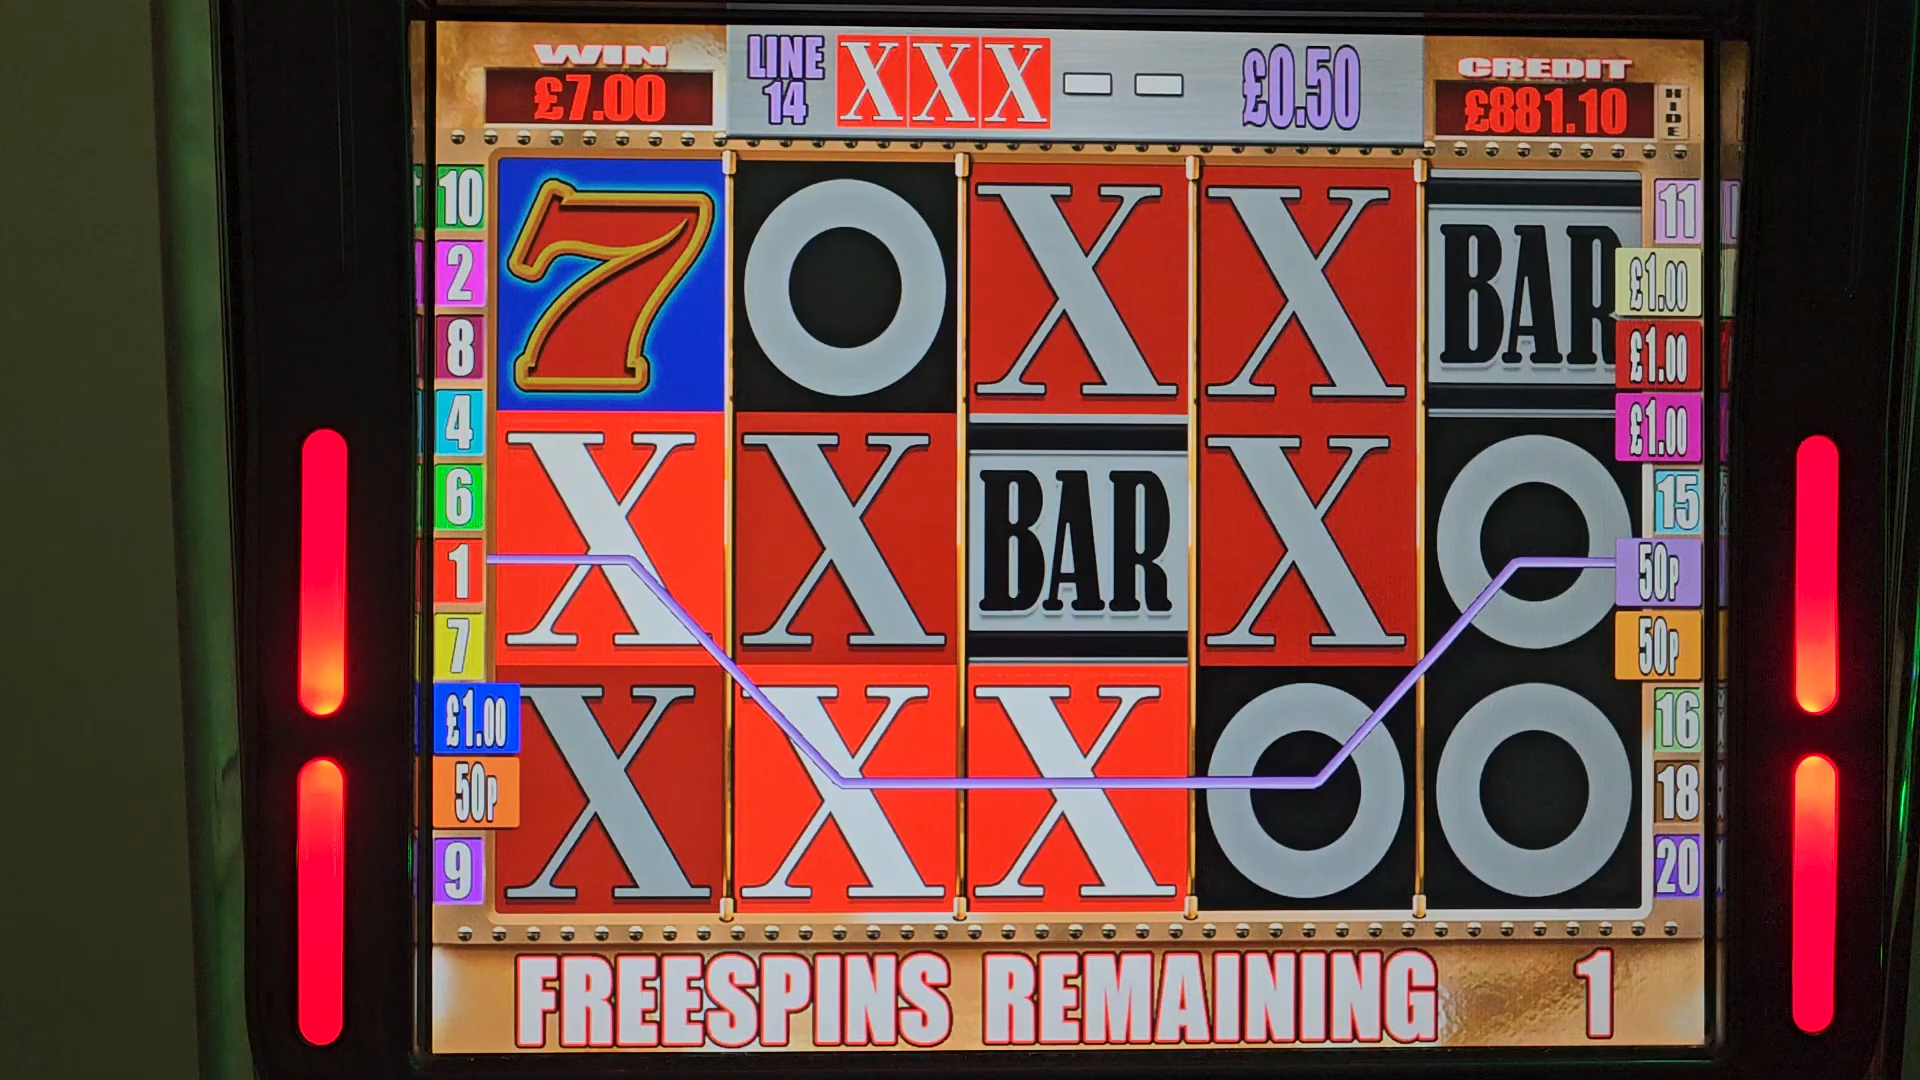 WIN
£7.00
LINE
14
XXX
£0.50
CREDIT
£881.10
HIDE
10
2
8
4
6
1
7
£1.00
50p
9
7 O X X BAR
X X BAR X O
X X X O O
11
£1.00
£1.00
£1.00
15
50p
50p
16
18
20
FREESPINS REMAINING 1